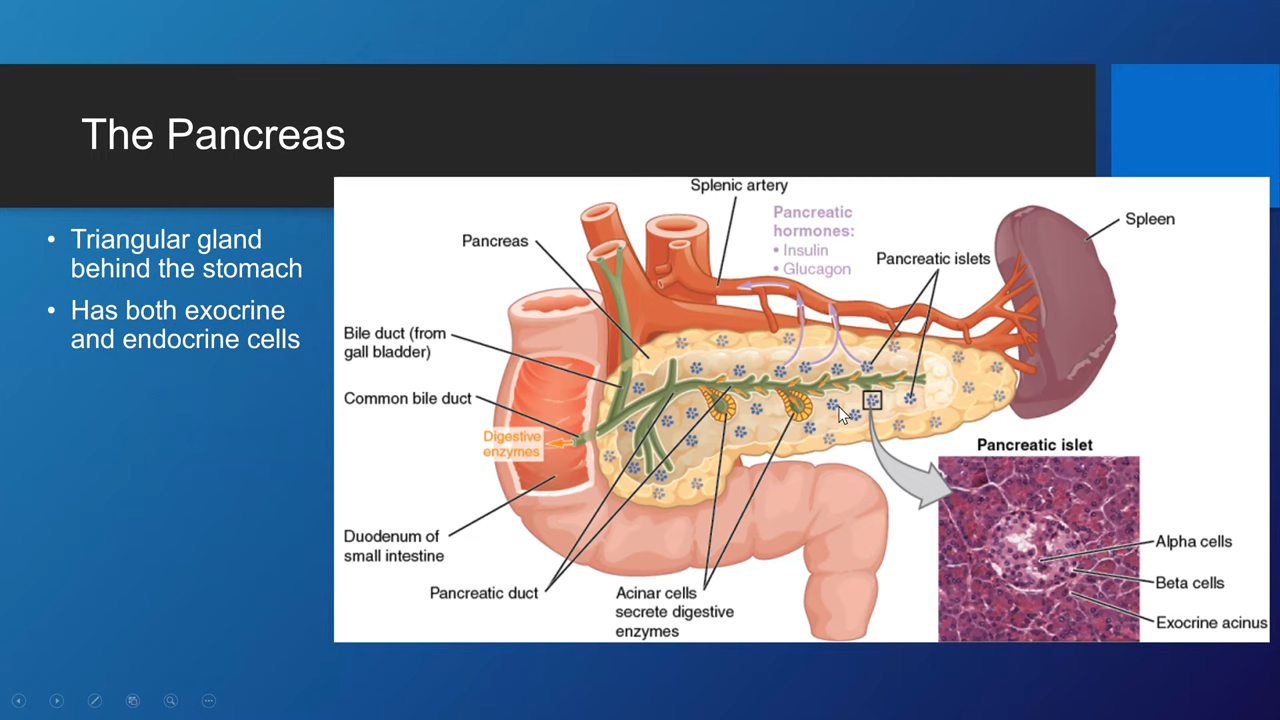 The Pancreas
• Triangular gland
behind the stomach
• Has both exocrine
and endocrine cells
Splenic artery
Pancreatic
hormones:
• Insulin
• Glucagon
Pancreas
Pancreatic islets
Spleen
Bile duct (from
gall bladder)
Common bile duct
Digestive
enzymes
Duodenum of
small intestine
Pancreatic duct
Acinar cells
secrete digestive
enzymes
Pancreatic islet
Alpha cells
Beta cells
Exocrine acinus